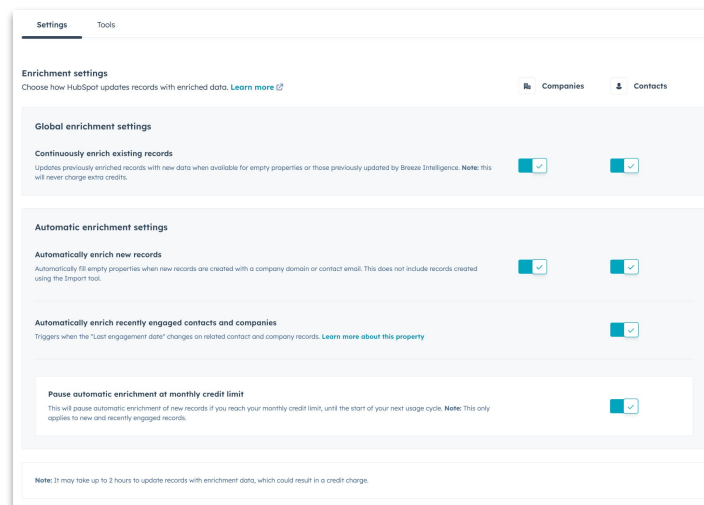 Settings Tools
Enrichment settings
Choose how HubSpot updates records with enriched data. Learn more
Companies Contacts
Global enrichment settings
Continuously enrich existing records
Updates previously enriched records with new data when available for empty properties or those previously updated by Breeze Intelligence. Note: this
will never charge extra credits.
Automatic enrichment settings
Automatically enrich new records
Automatically fill empty properties when new records are created with a company domain or contact email. This does not include records created
using the Import tool.
Automatically enrich recently engaged contacts and companies
Triggers when the "Last engagement date" changes on related contact and company records. Learn more about this property
Pause automatic enrichment at monthly credit limit
This will pause automatic enrichment of new records if you reach your monthly credit limit, until the start of your next usage cycle. Note: This only
applies to new and recently engaged records.
Note: It may take up to 2 hours to update records with enrichment data, which could result in a credit charge.